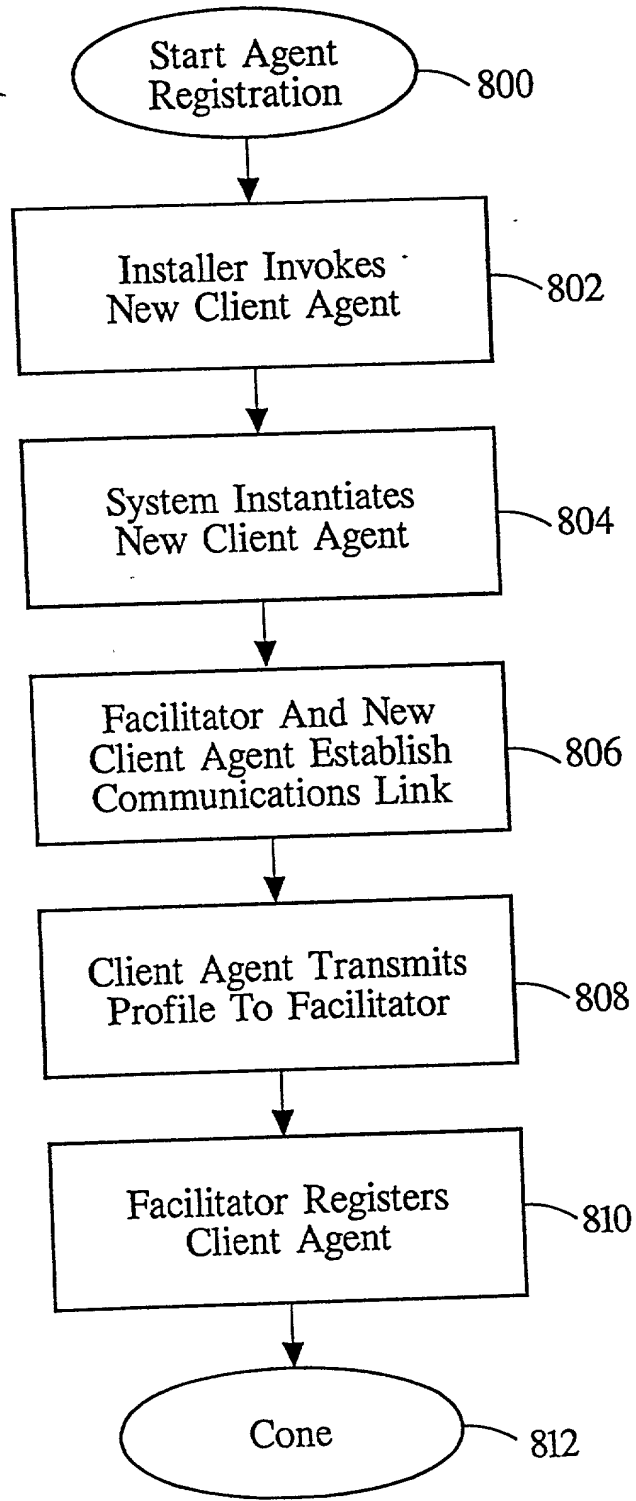 Start Agent
Registration
800
Installer Invokes
New Client Agent
802
System Instantiates
New Client Agent
804
Facilitator And New
Client Agent Establish
Communications Link
806
Client Agent Transmits
Profile To Facilitator
808
Facilitator Registers
Client Agent
810
Cone
812